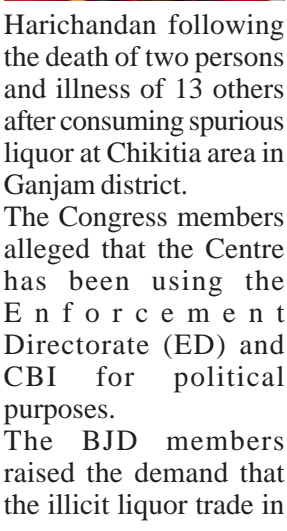 Harichandan following
the death of two persons
and illness of 13 others
after consuming spurious
liquor at Chikitia area in
Ganjam district.
The Congress members
alleged that the Centre
has been using the
Enforcement
Directorate (ED) and
CBI for political
purposes.
The BJD members
raised the demand that
the illicit liquor trade in